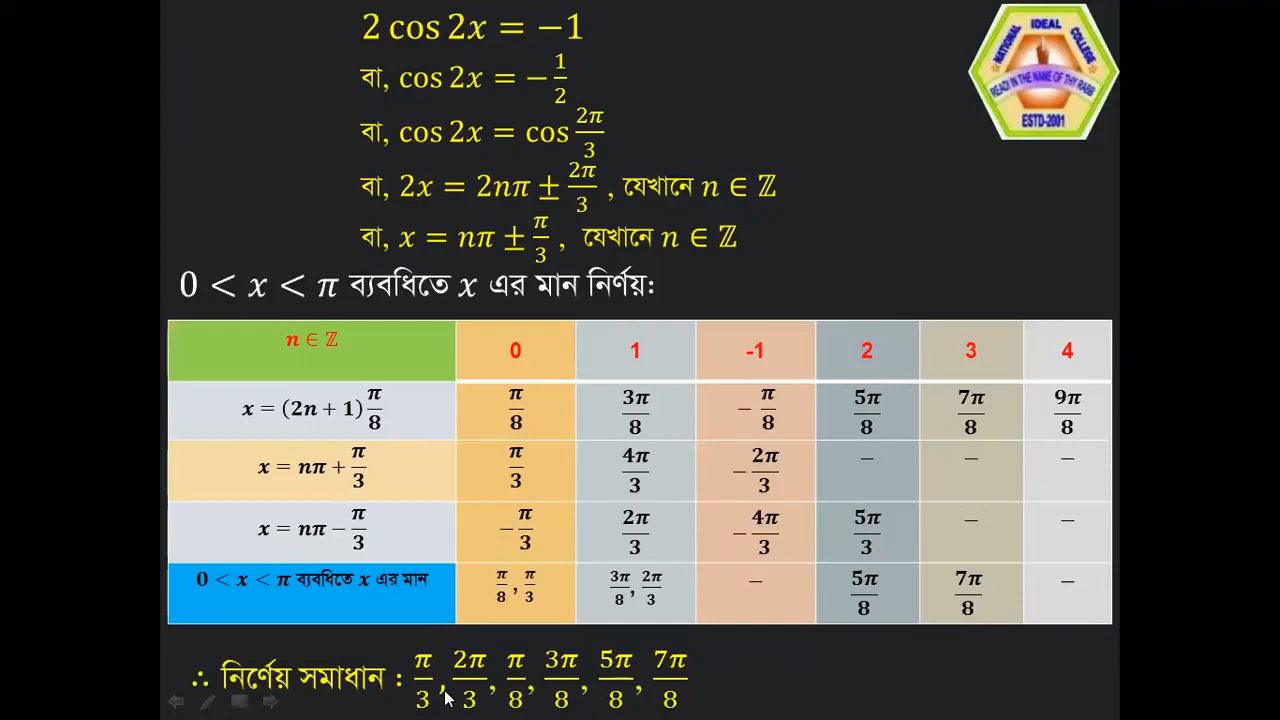 2 cos 2x = −1
NATIONAL IDEAL COLLEGE
READ! IN THE NAME OF THY RABB
ESTD-2001
বা, cos 2x = −1/2
বা, cos 2x = cos 2π/3
বা, 2x = 2nπ ± 2π/3 , যেখানে n ∈ ℤ
বা, x = nπ ± π/3 , যেখানে n ∈ ℤ
0 < x < π ব্যবধিতে x এর মান নির্ণয়:
n ∈ ℤ 0 1 -1 2 3 4
x = (2n + 1)π/8 π/8 3π/8 −π/8 5π/8 7π/8 9π/8
x = nπ + π/3 π/3 4π/3 −2π/3 − − −
x = nπ − π/3 −π/3 2π/3 −4π/3 5π/3 − −
0 < x < π ব্যবধিতে x এর মান π/8, π/3 3π/8, 2π/3 − 5π/8 7π/8 −
∴ নির্ণেয় সমাধান : π/3, 2π/3, π/8, 3π/8, 5π/8, 7π/8